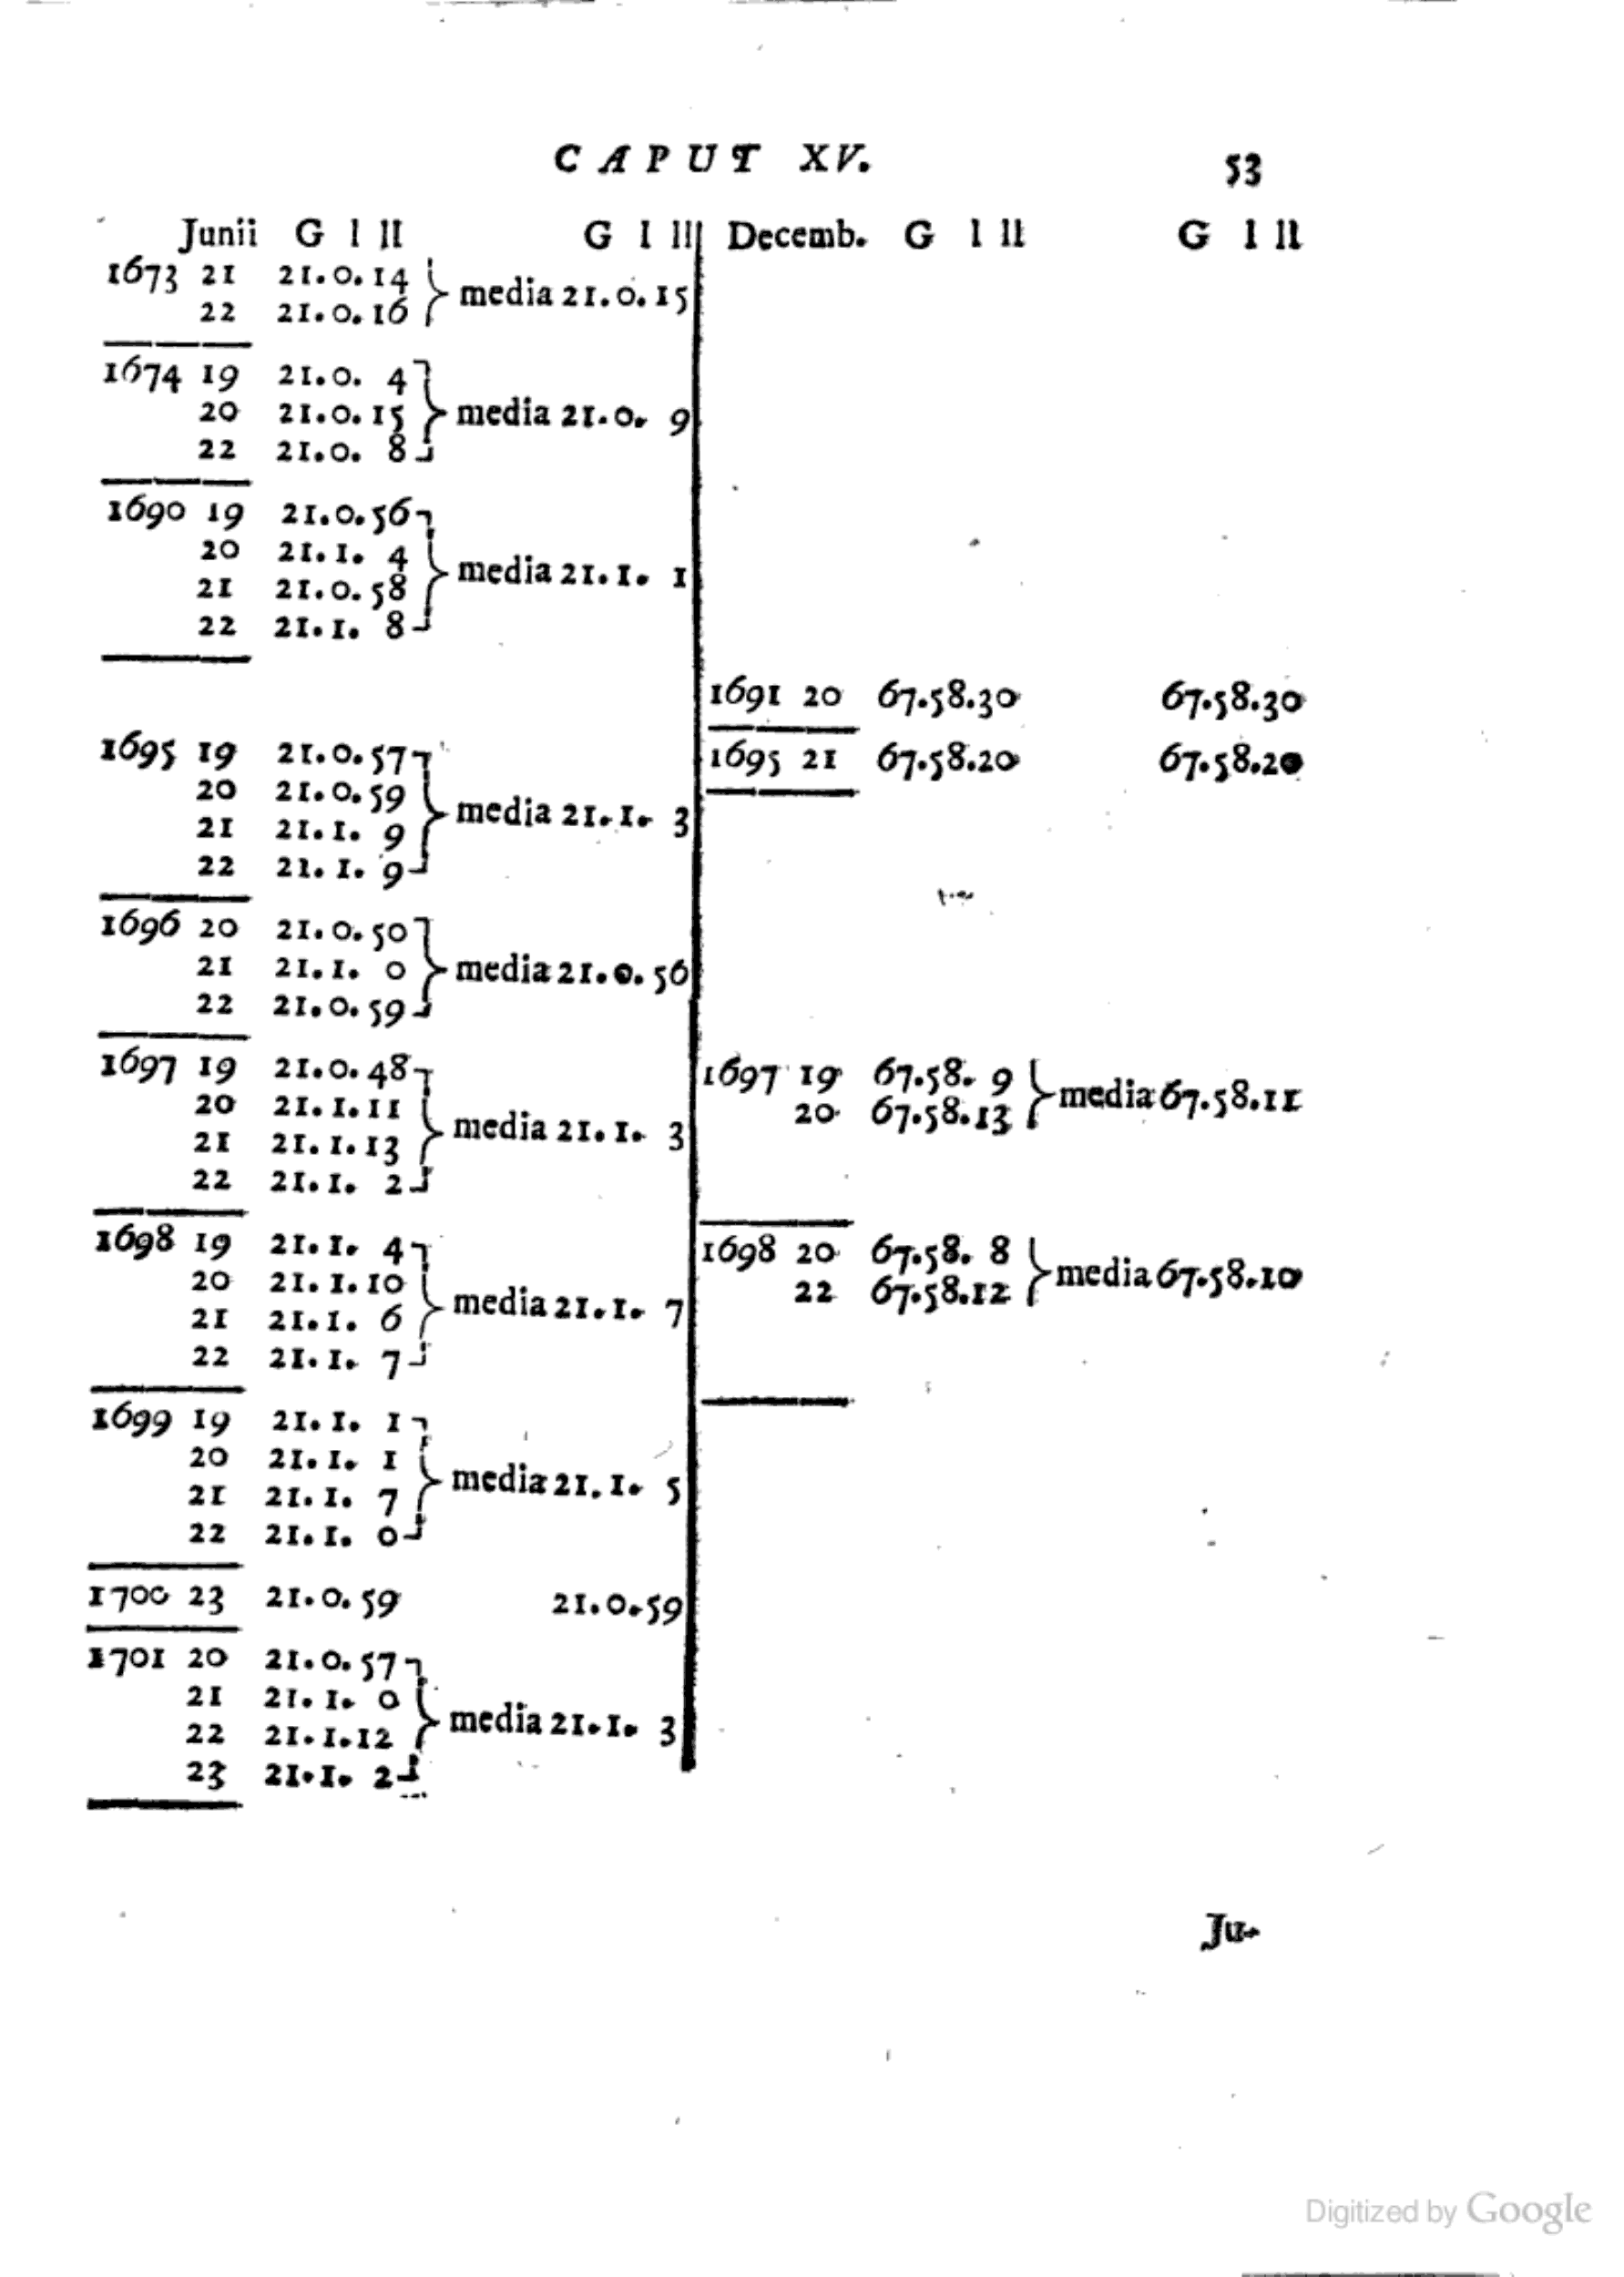 CAPUT XV. 53
Junii G I II G I II Decemb. G I II G I II
1673 21 21.0.14 media 21.0.15
22 21.0.16
1674 19 21.0. 4
20 21.0.15 media 21.0. 9
22 21.0. 8
1690 19 21.0.56
20 21.1. 4 media 21.1. 1
21 21.0.58
22 21.1. 8
1691 20 67.58.30 67.58.30
1695 19 21.0.57 1695 21 67.58.20 67.58.20
20 21.0.59 media 21.1. 3
21 21.1. 9
22 21.1. 9
1696 20 21.0.50
21 21.1. 0 media 21.0.56
22 21.0.59
1697 19 21.0.48 1697 19 67.58. 9 media 67.58.11
20 21.1.11 media 21.1. 3 20 67.58.13
21 21.1.13
22 21.1. 2
1698 19 21.1. 4 1698 20 67.58. 8 media 67.58.10
20 21.1.10 media 21.1. 7 22 67.58.12
21 21.1. 6
22 21.1. 7
1699 19 21.1. 1
20 21.1. 1 media 21.1. 5
21 21.1. 7
22 21.1. 0
1700 23 21.0.59 21.0.59
1701 20 21.0.57
21 21.1. 0 media 21.1. 3
22 21.1.12
23 21.1. 2
Ju-
Digitized by Google